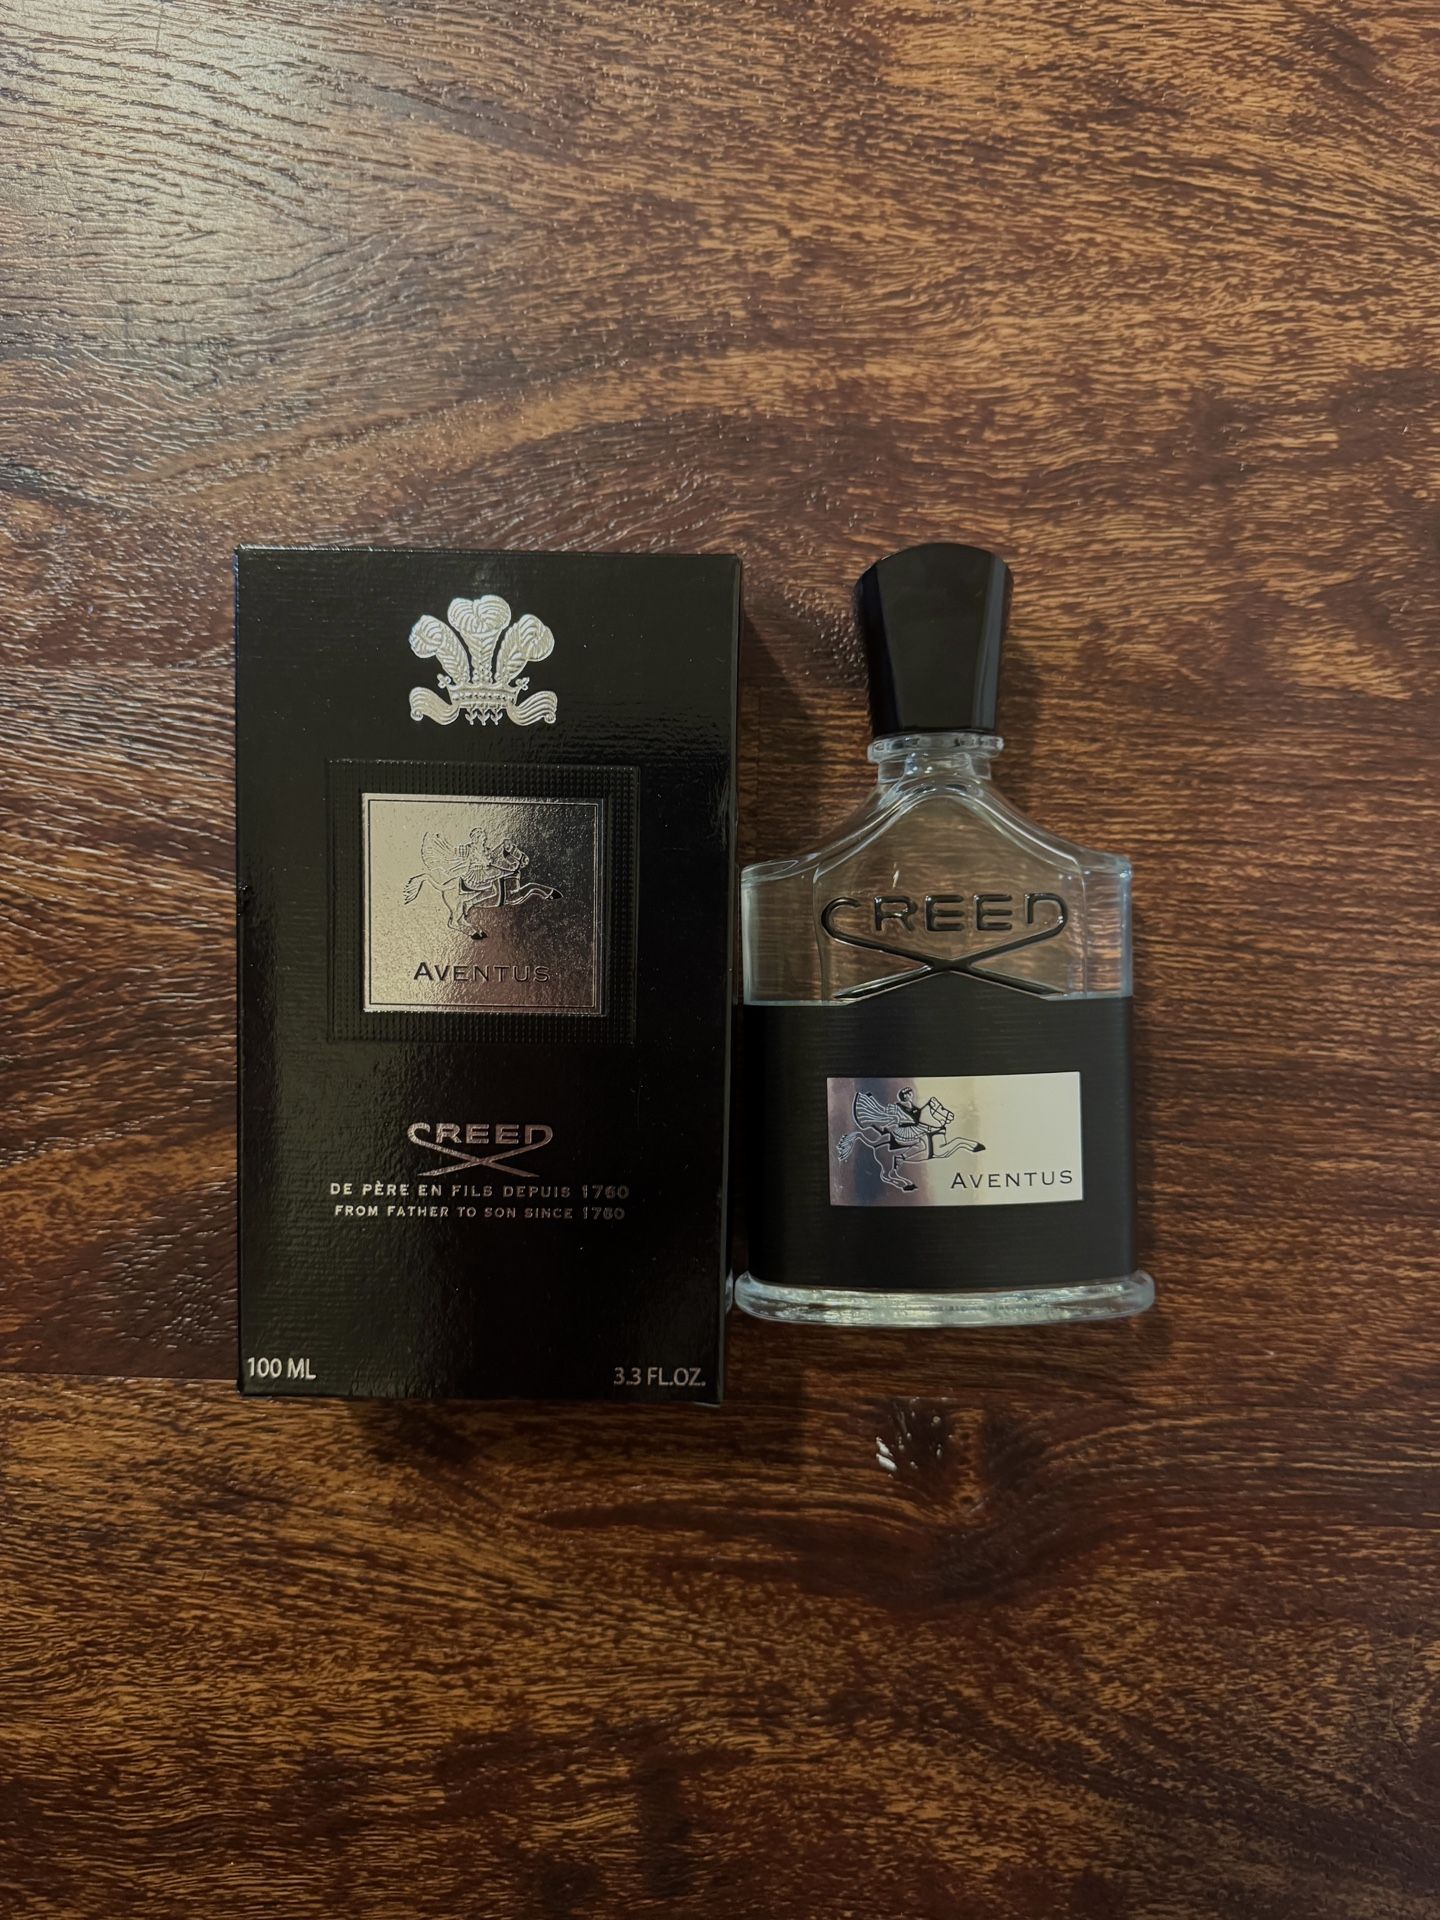 AVENTUS
CREED
DE PÈRE EN FILS DEPUIS 1760
FROM FATHER TO SON SINCE 1760
100 ML
3.3 FL.OZ.
CREED
AVENTUS